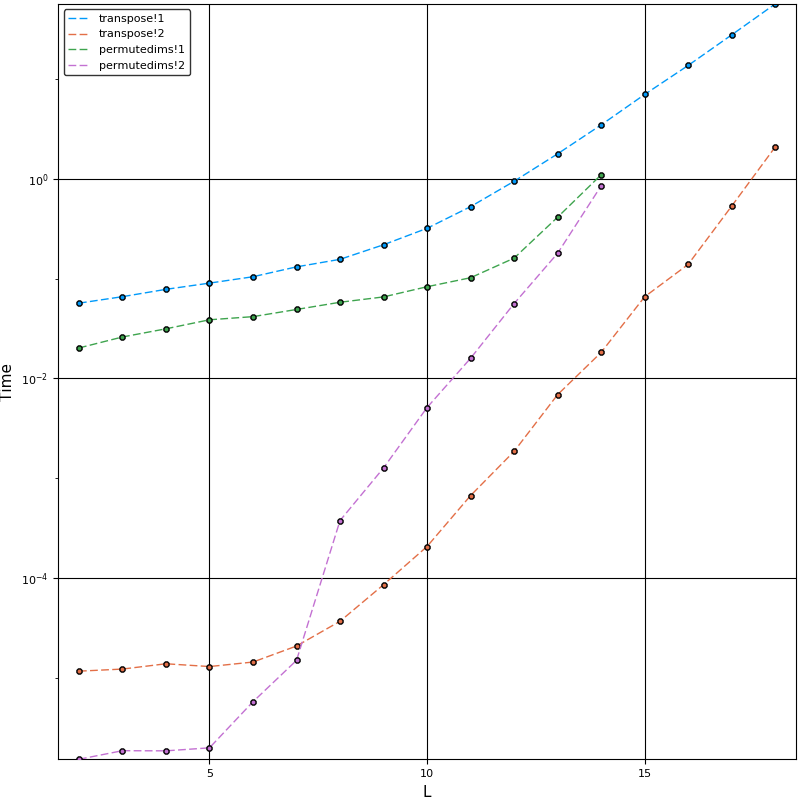 transpose!1
transpose!2
permutedims!1
permutedims!2
10⁰
10⁻²
10⁻⁴
Time
5 10 15
L